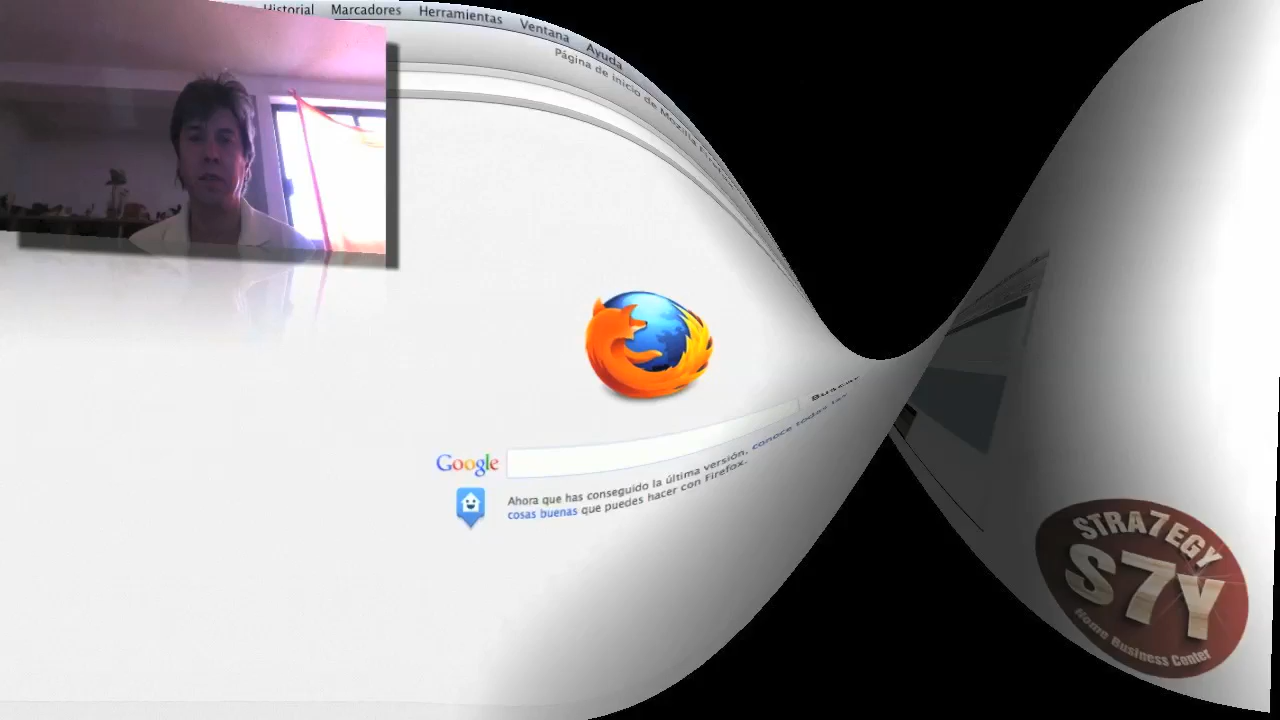 Historial Marcadores Herramientas Ventana Ayuda
Página de inicio de Mozilla Firefox
Google
Buscar
Ahora que has conseguido la última versión, conoce todas las
cosas buenas que puedes hacer con Firefox.
STRA7EGY
S7Y
Home Business Center